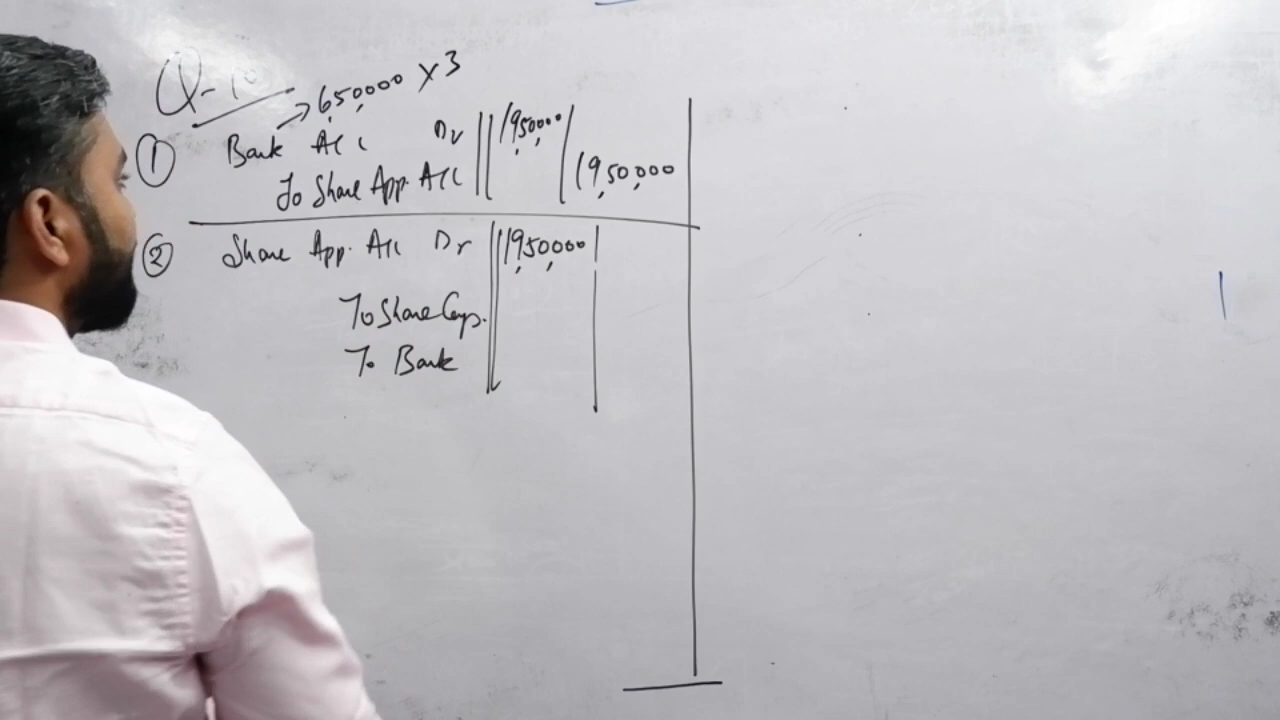 Q-10
→ 6,50,000 × 3
① Bank A/c Dr 19,50,000
To Share App. A/c 19,50,000
② Share App. A/c Dr 19,50,000
To Share Cap.
To Bank